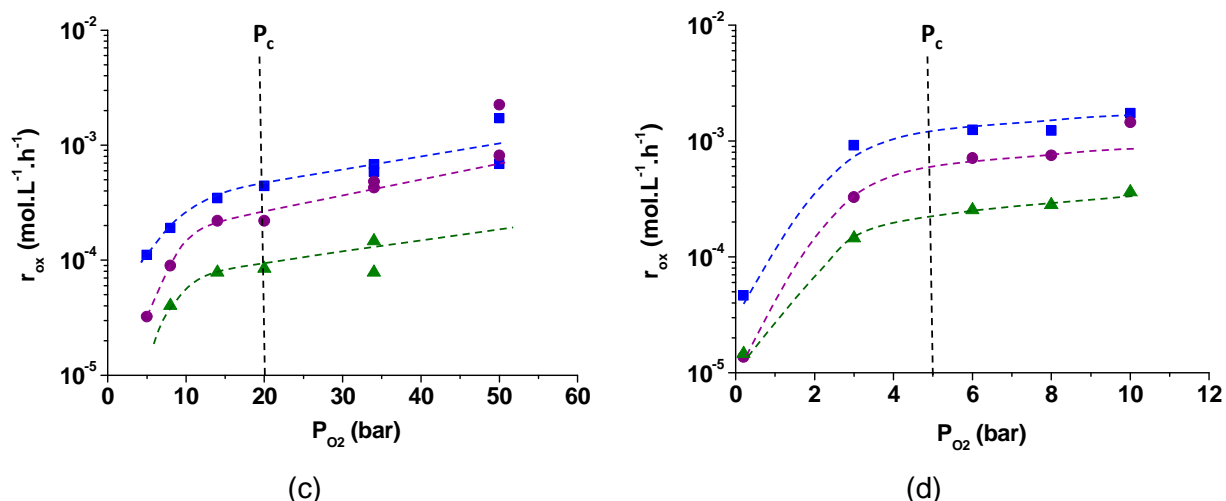 10⁻²
10⁻³
10⁻⁴
10⁻⁵
r_ox (mol.L⁻¹.h⁻¹)
P_c
0 10 20 30 40 50 60
P_O2 (bar)
(c)
10⁻²
10⁻³
10⁻⁴
10⁻⁵
r_ox (mol.L⁻¹.h⁻¹)
P_c
0 2 4 6 8 10 12
P_O2 (bar)
(d)